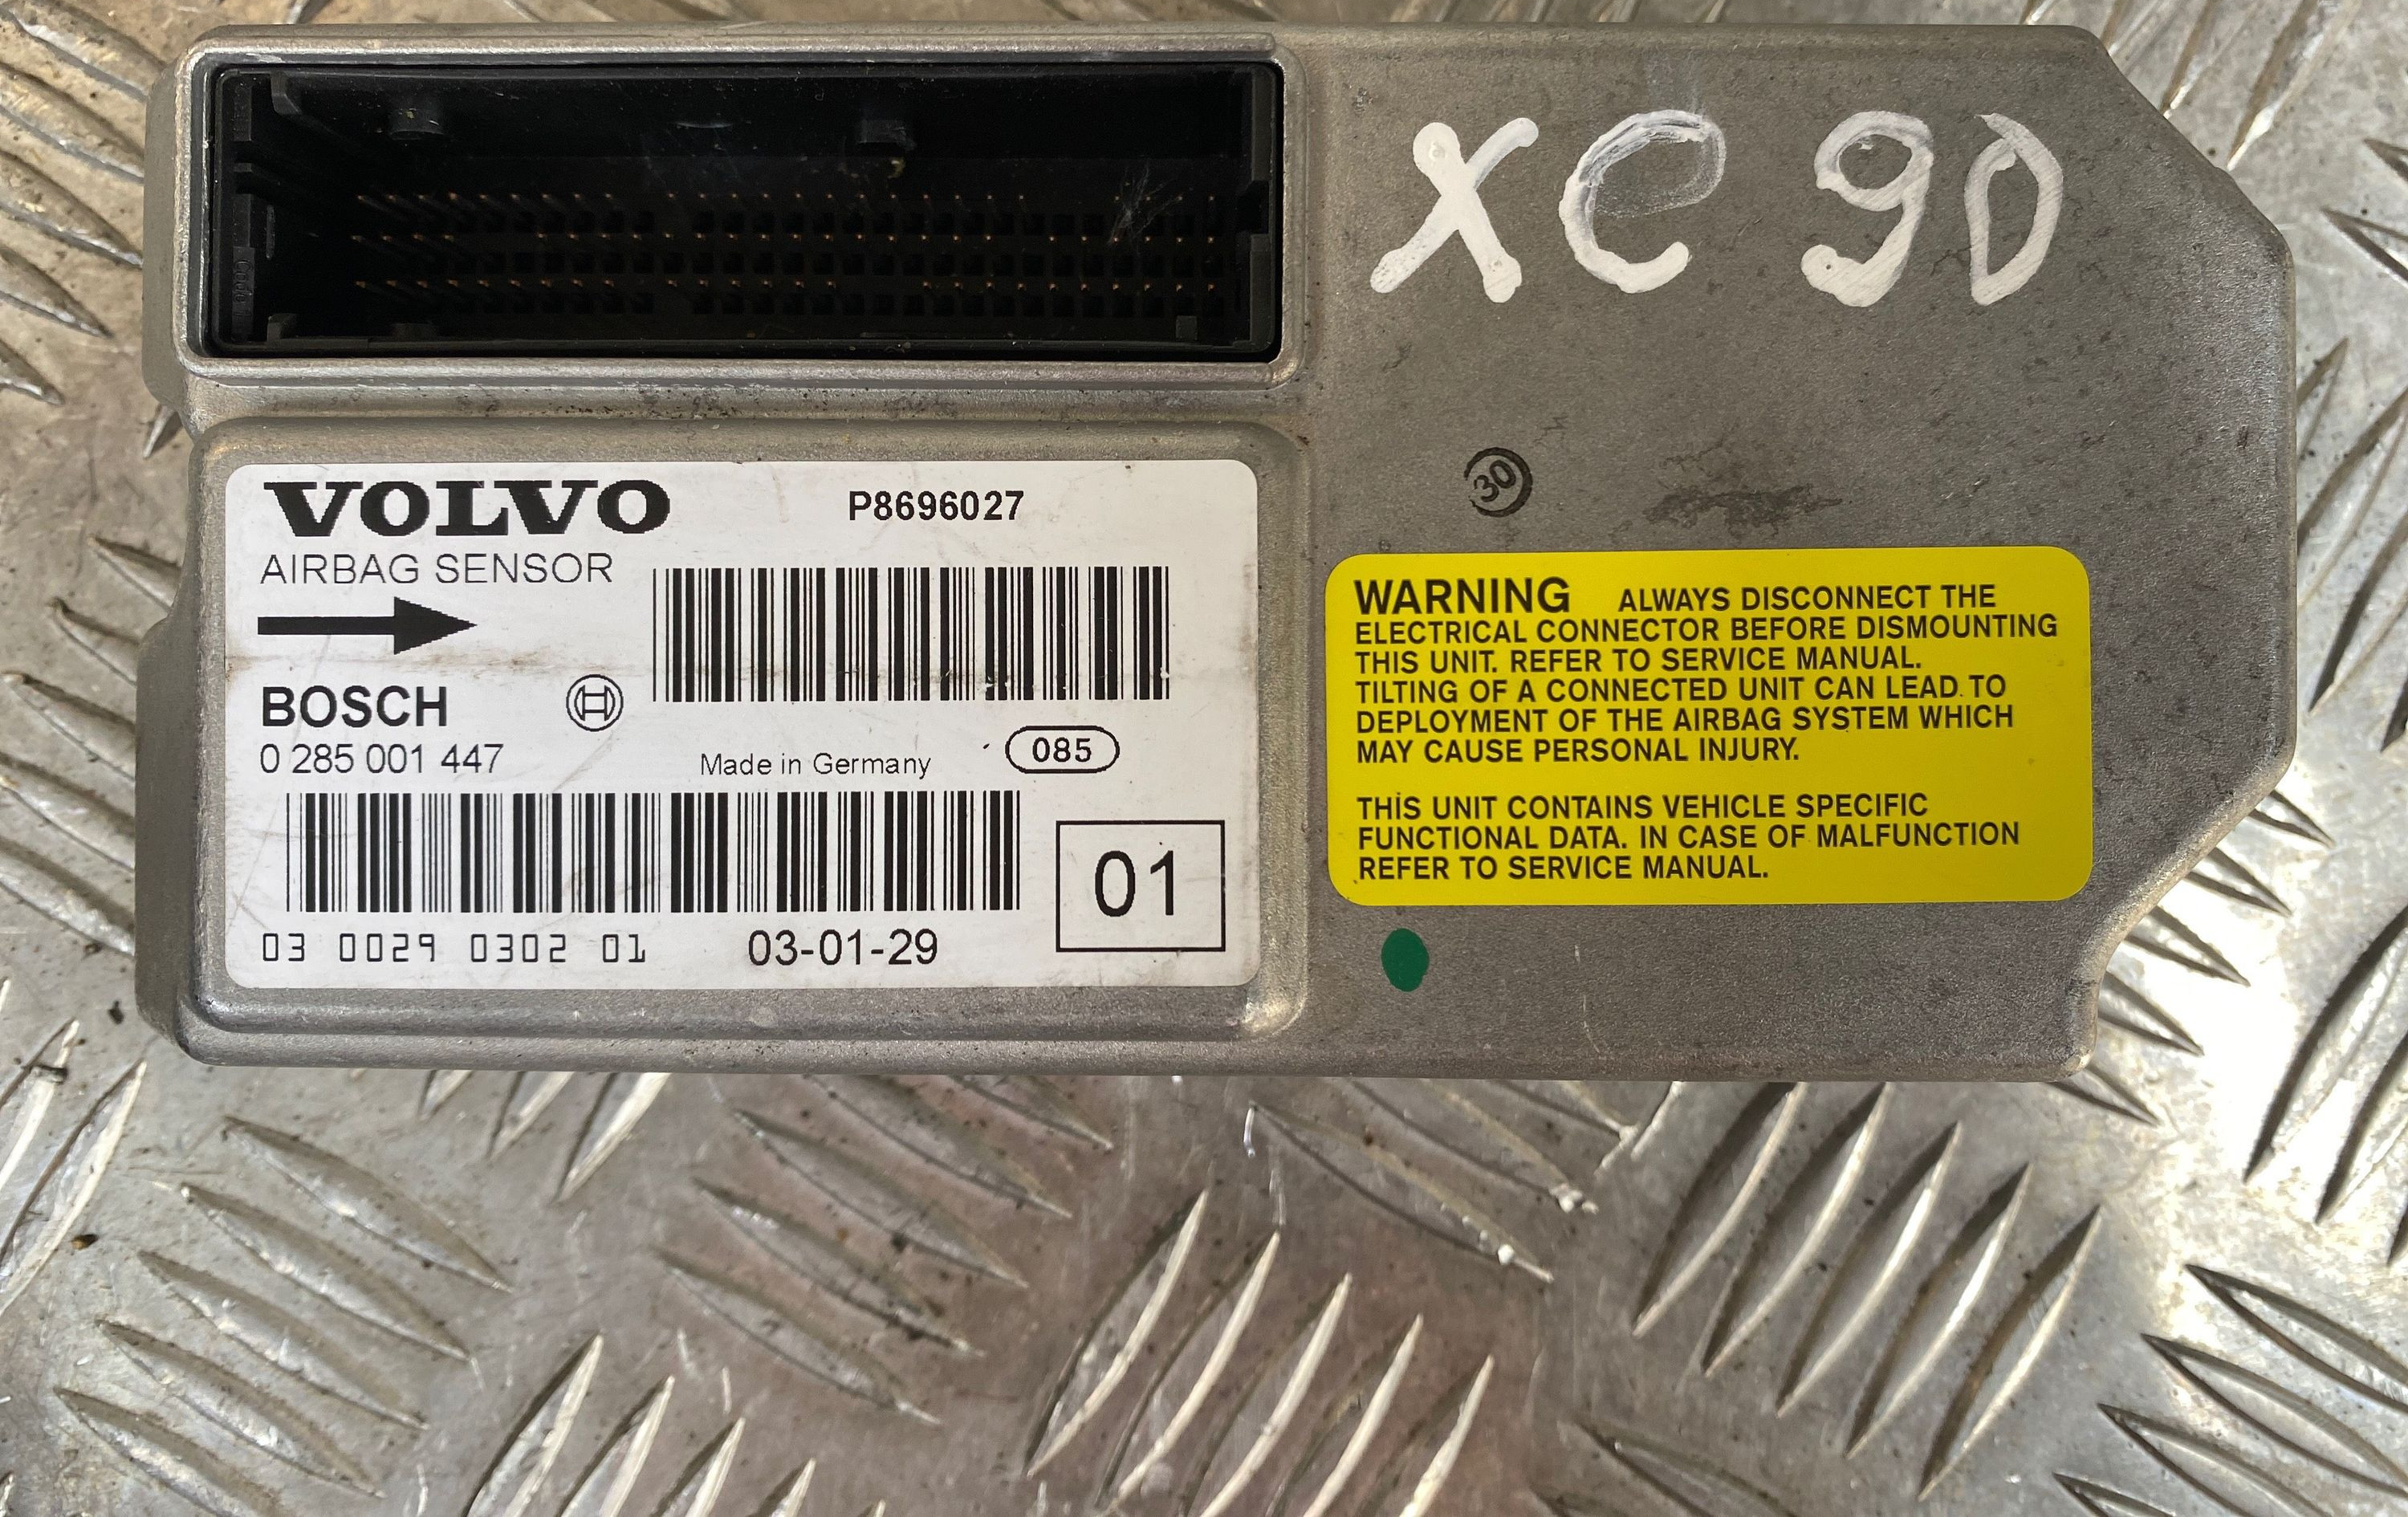 XC 90
VOLVO
P8696027
AIRBAG SENSOR
BOSCH
0 285 001 447
Made in Germany
085
01
03 0029 0302 01
03-01-29
30
WARNING ALWAYS DISCONNECT THE
ELECTRICAL CONNECTOR BEFORE DISMOUNTING
THIS UNIT. REFER TO SERVICE MANUAL.
TILTING OF A CONNECTED UNIT CAN LEAD TO
DEPLOYMENT OF THE AIRBAG SYSTEM WHICH
MAY CAUSE PERSONAL INJURY.
THIS UNIT CONTAINS VEHICLE SPECIFIC
FUNCTIONAL DATA. IN CASE OF MALFUNCTION
REFER TO SERVICE MANUAL.